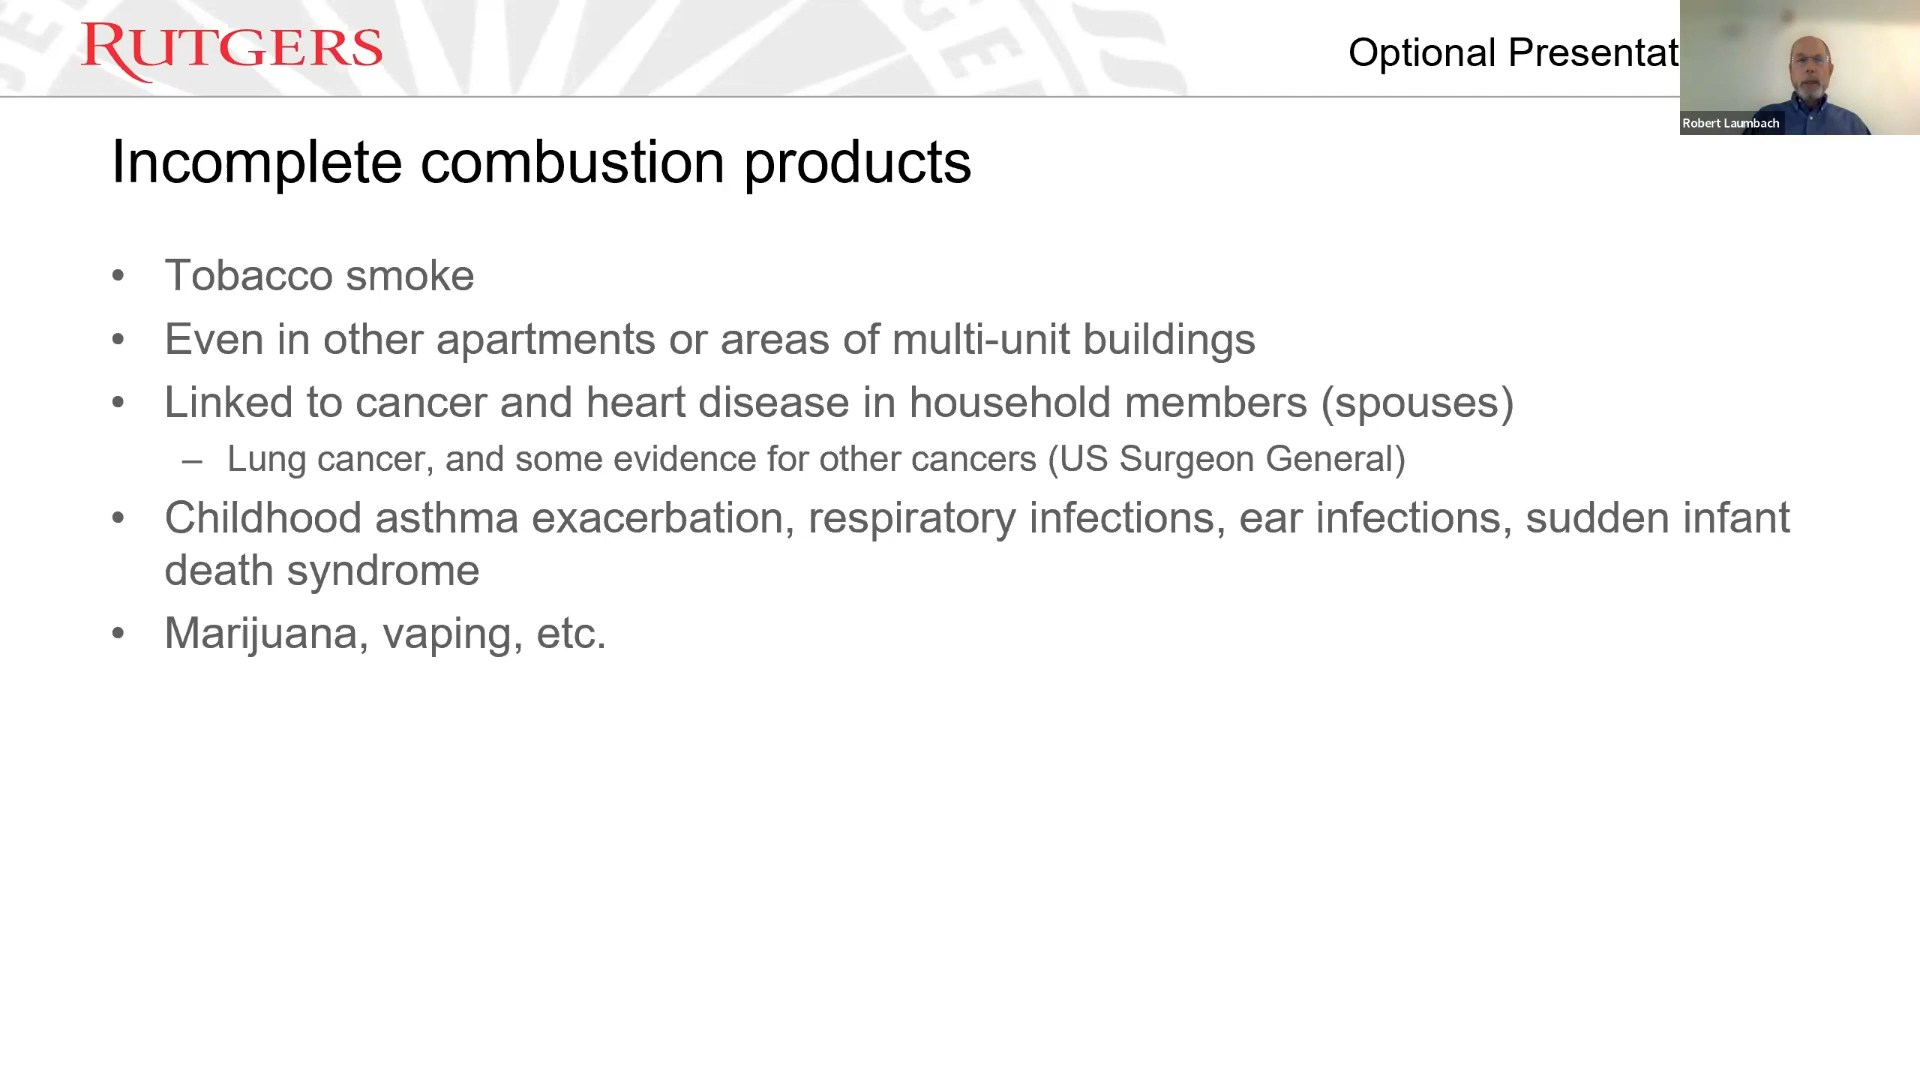 RUTGERS
Optional Presentat
Robert Laumbach
Incomplete combustion products
• Tobacco smoke
• Even in other apartments or areas of multi-unit buildings
• Linked to cancer and heart disease in household members (spouses)
– Lung cancer, and some evidence for other cancers (US Surgeon General)
• Childhood asthma exacerbation, respiratory infections, ear infections, sudden infant
death syndrome
• Marijuana, vaping, etc.